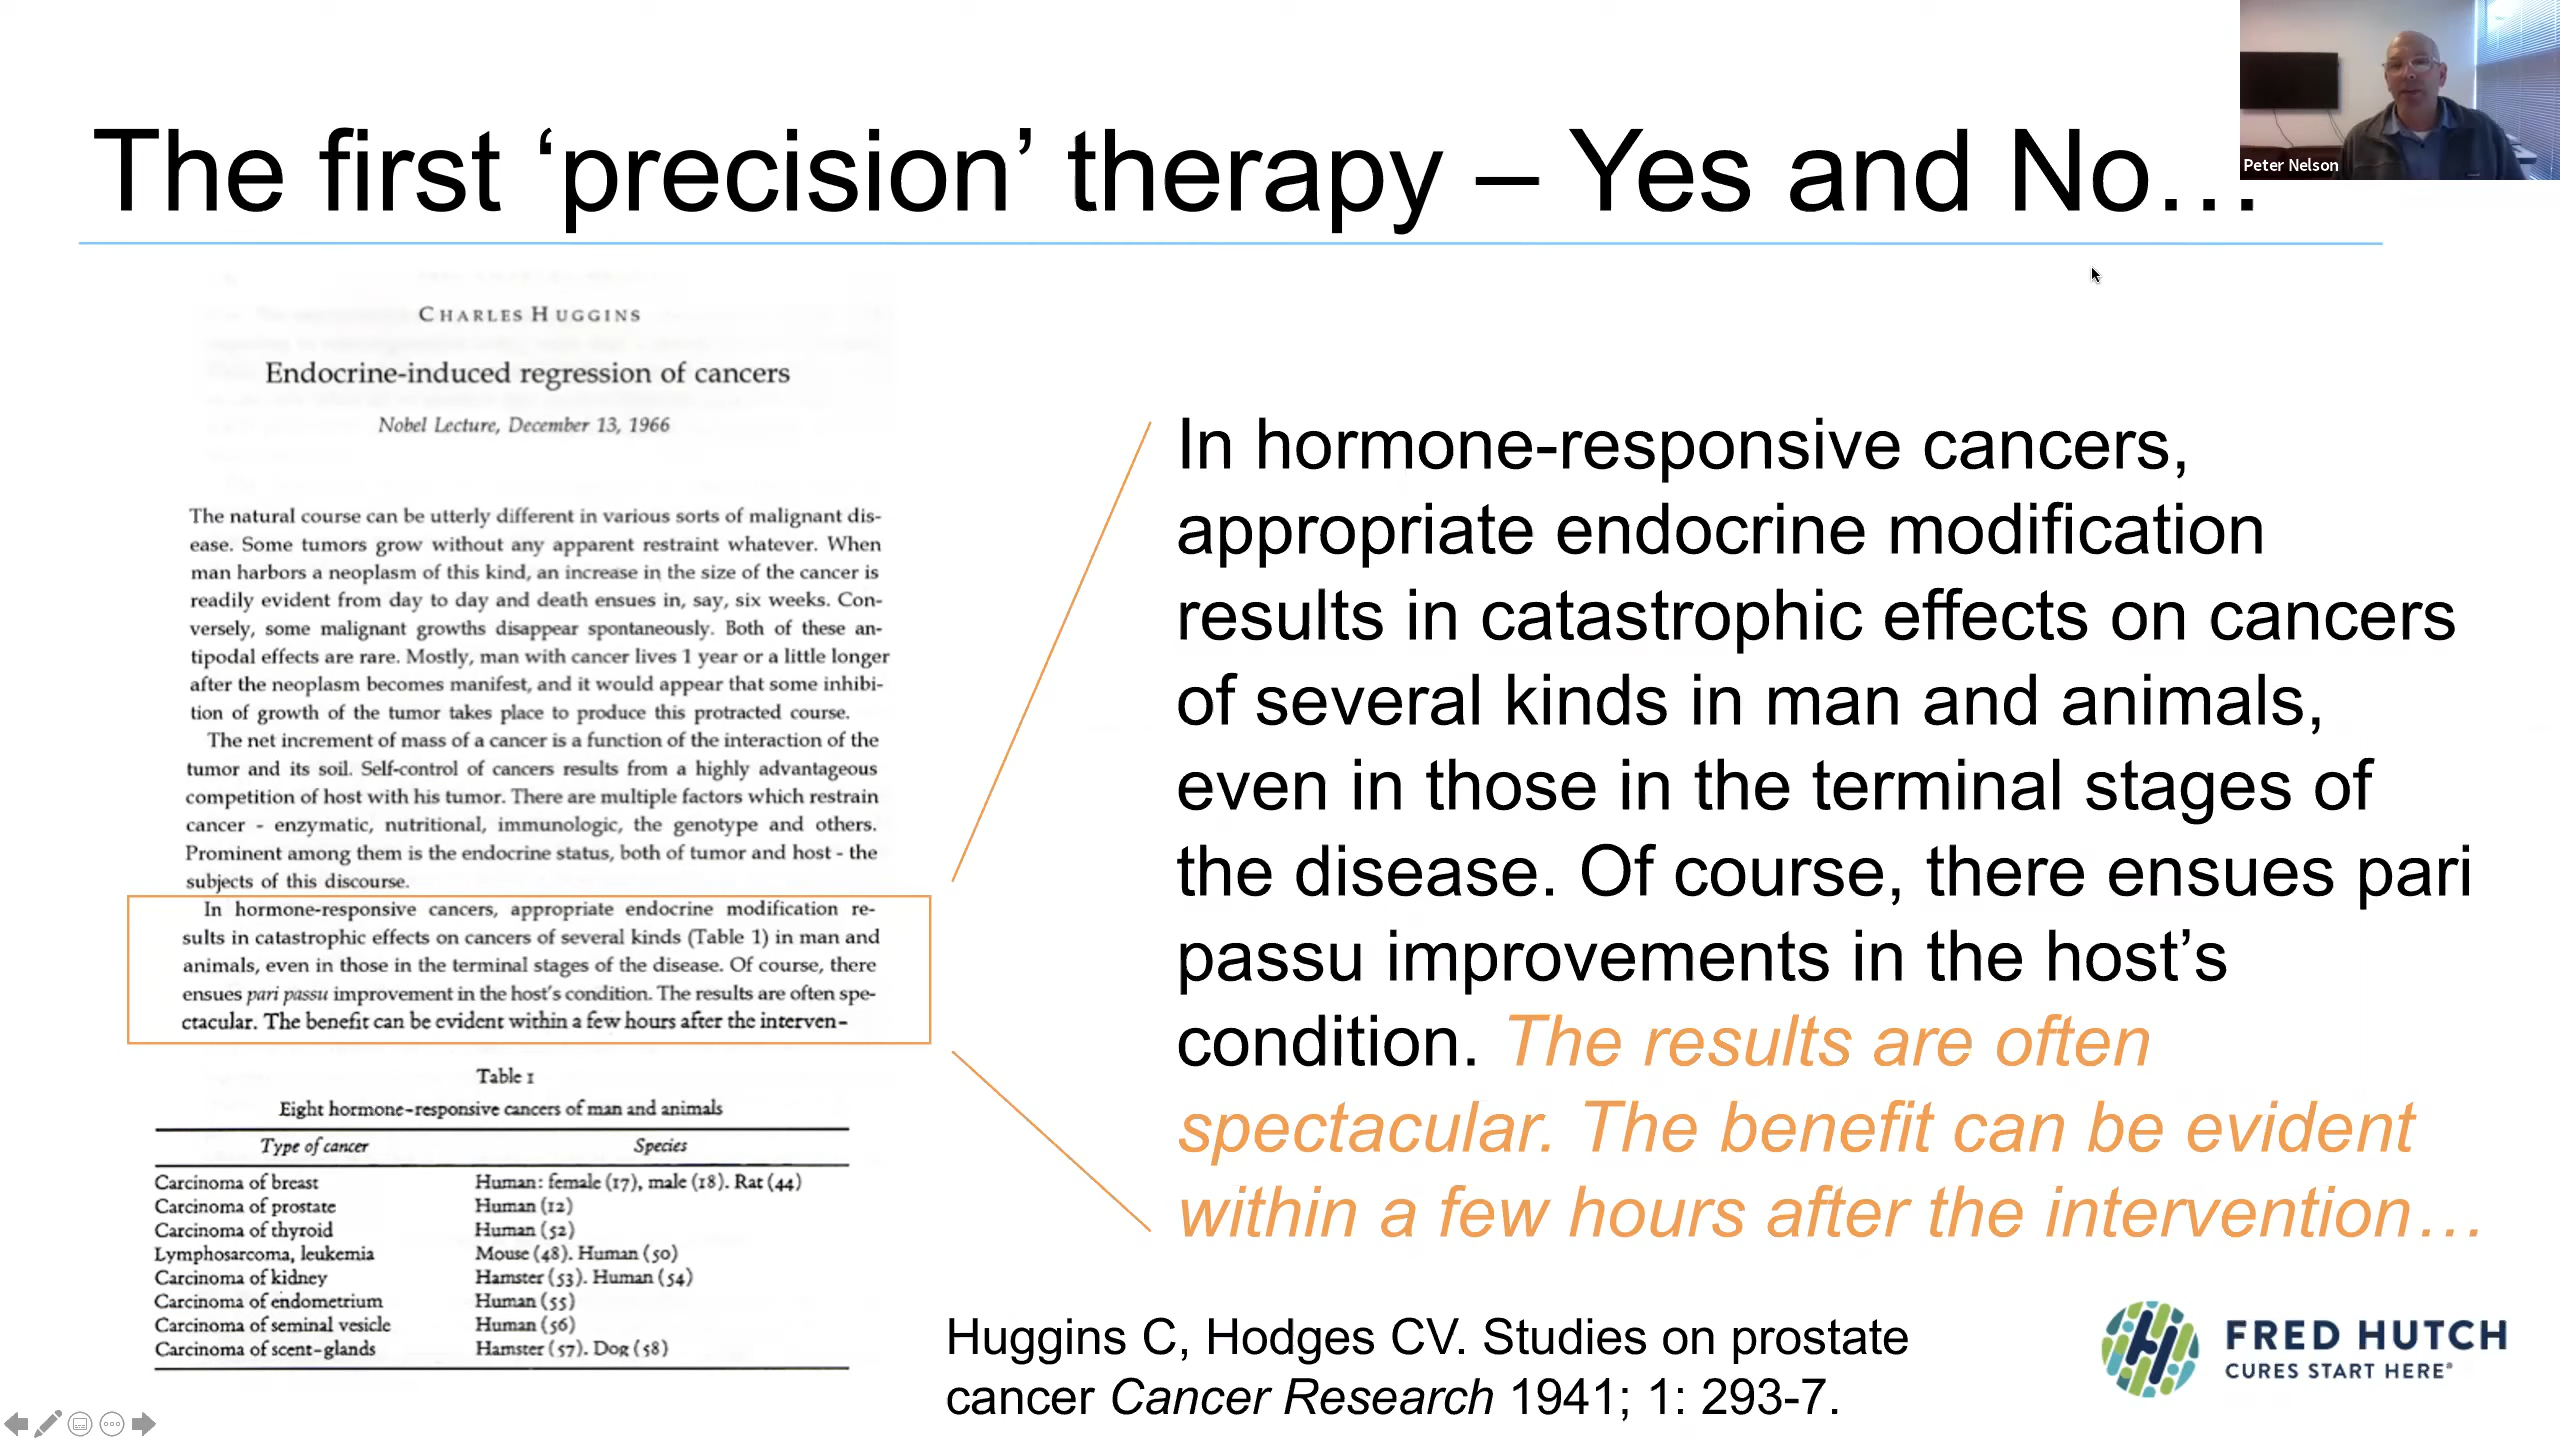 The first ‘precision’ therapy – Yes and No…
Peter Nelson
CHARLES HUGGINS
Endocrine-induced regression of cancers
Nobel Lecture, December 13, 1966
The natural course can be utterly different in various sorts of malignant dis-
ease. Some tumors grow without any apparent restraint whatever. When
man harbors a neoplasm of this kind, an increase in the size of the cancer is
readily evident from day to day and death ensues in, say, six weeks. Con-
versely, some malignant growths disappear spontaneously. Both of these an-
tipodal effects are rare. Mostly, man with cancer lives 1 year or a little longer
after the neoplasm becomes manifest, and it would appear that some inhibi-
tion of growth of the tumor takes place to produce this protracted course.
The net increment of mass of a cancer is a function of the interaction of the
tumor and its soil. Self-control of cancers results from a highly advantageous
competition of host with his tumor. There are multiple factors which restrain
cancer - enzymatic, nutritional, immunologic, the genotype and others.
Prominent among them is the endocrine status, both of tumor and host - the
subjects of this discourse.
In hormone-responsive cancers, appropriate endocrine modification re-
sults in catastrophic effects on cancers of several kinds (Table 1) in man and
animals, even in those in the terminal stages of the disease. Of course, there
ensues pari passu improvement in the host's condition. The results are often spe-
ctacular. The benefit can be evident within a few hours after the interven-
Table 1
Eight hormone-responsive cancers of man and animals
Type of cancer Species
Carcinoma of breast Human: female (17), male (18). Rat (44)
Carcinoma of prostate Human (12)
Carcinoma of thyroid Human (52)
Lymphosarcoma, leukemia Mouse (48). Human (50)
Carcinoma of kidney Hamster (53). Human (54)
Carcinoma of endometrium Human (55)
Carcinoma of seminal vesicle Human (56)
Carcinoma of scent-glands Hamster (57). Dog (58)
In hormone-responsive cancers,
appropriate endocrine modification
results in catastrophic effects on cancers
of several kinds in man and animals,
even in those in the terminal stages of
the disease. Of course, there ensues pari
passu improvements in the host’s
condition. The results are often
spectacular. The benefit can be evident
within a few hours after the intervention…
Huggins C, Hodges CV. Studies on prostate
cancer Cancer Research 1941; 1: 293-7.
FRED HUTCH
CURES START HERE®